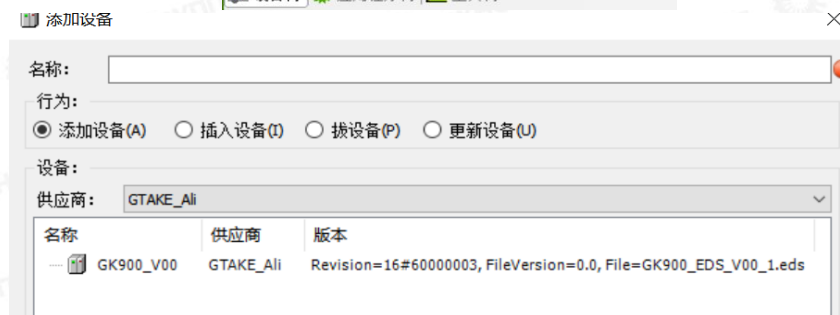 添加设备
名称：
行为：
添加设备(A) 插入设备(I) 拔设备(P) 更新设备(U)
设备：
供应商： GTAKE_Ali
名称 供应商 版本
GK900_V00 GTAKE_Ali Revision=16#60000003, FileVersion=0.0, File=GK900_EDS_V00_1.eds